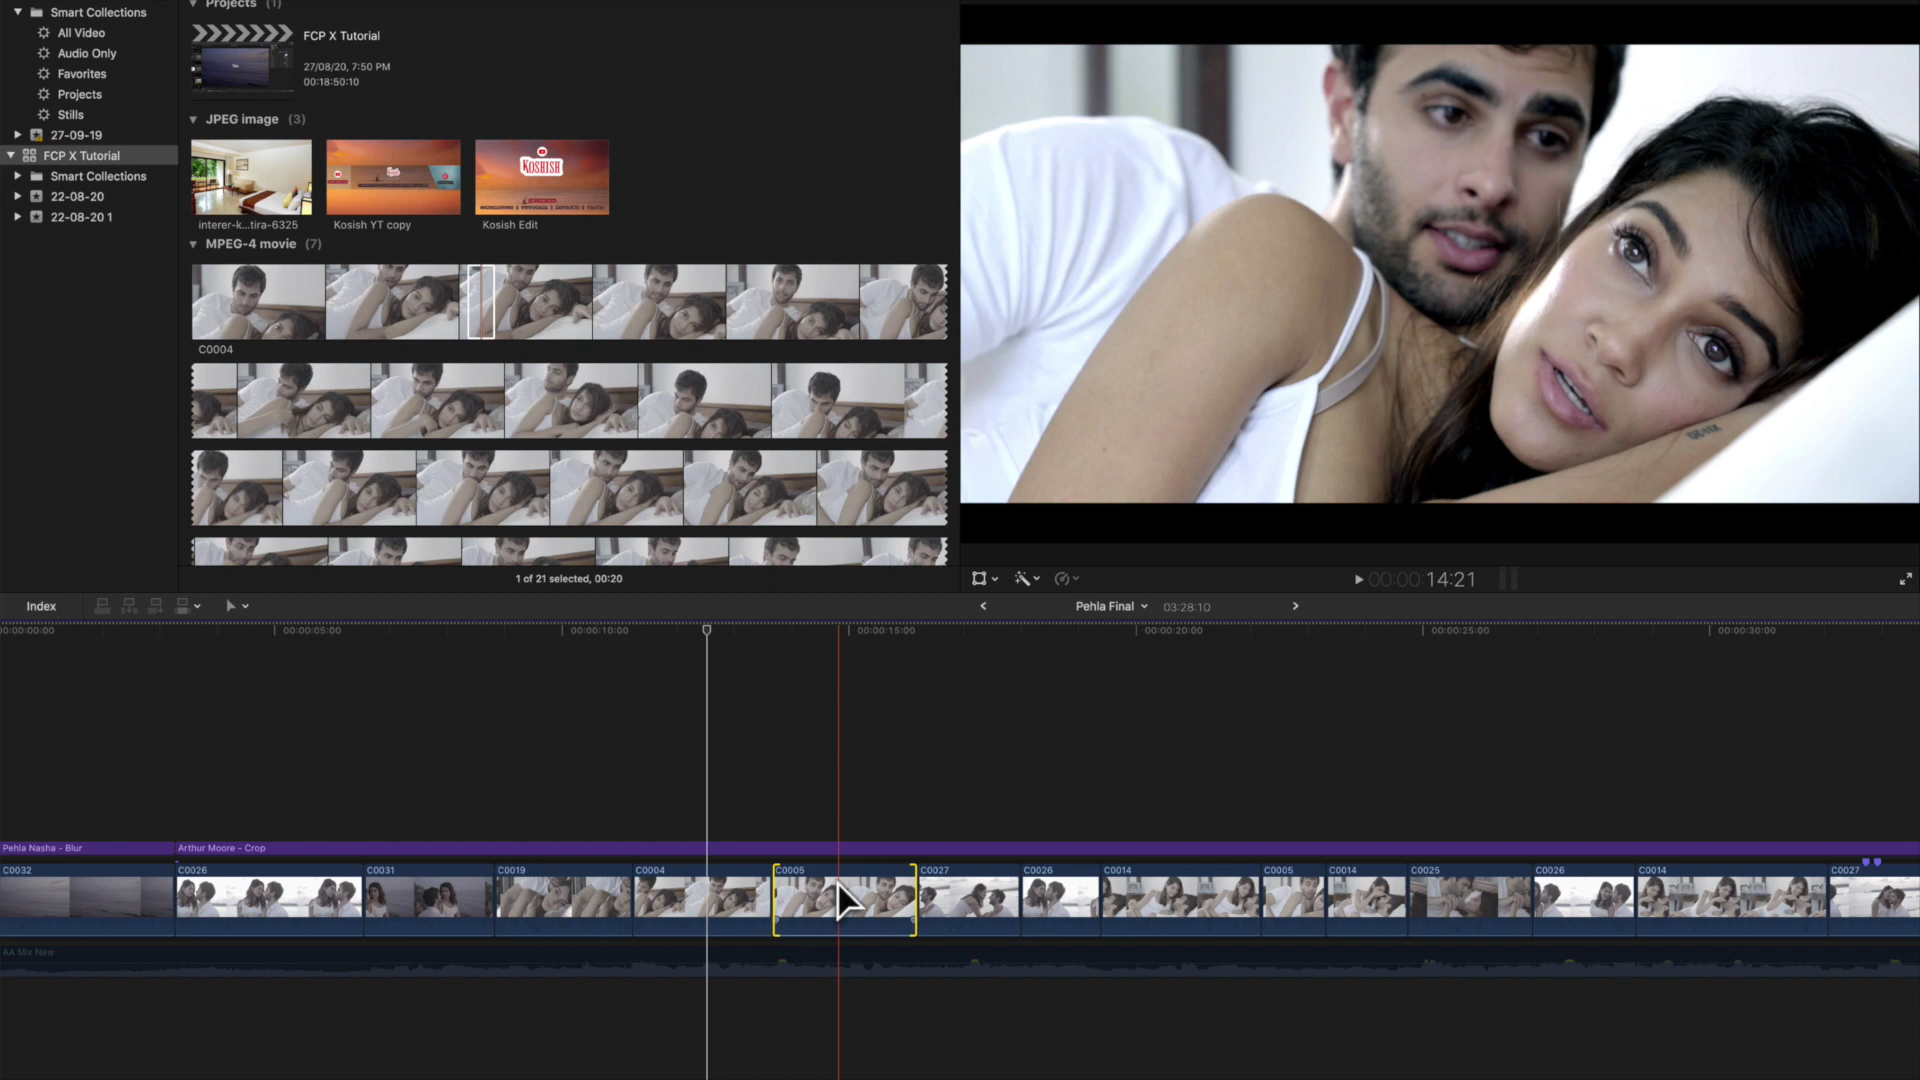 Smart Collections
All Video
Audio Only
Favorites
Projects
Stills
27-09-19
FCP X Tutorial
Smart Collections
22-08-20
22-08-20 1
Projects (1)
FCP X Tutorial
27/08/20, 7:50 PM
00:18:50:10
JPEG image (3)
KOSHISH
interer-k...tira-6325
Kosish YT copy
Kosish Edit
MPEG-4 movie (7)
C0004
1 of 21 selected, 00:20
00:00:14:21
Index
Pehla Final
03:28:10
00:00:00:00
00:00:05:00
00:00:10:00
00:00:15:00
00:00:20:00
00:00:25:00
00:00:30:00
Pehla Nasha - Blur
Arthur Moore - Crop
C0032
C0026
C0031
C0019
C0004
C0005
C0027
C0026
C0014
C0005
C0014
C0025
C0026
C0014
C0027
AA Mix New